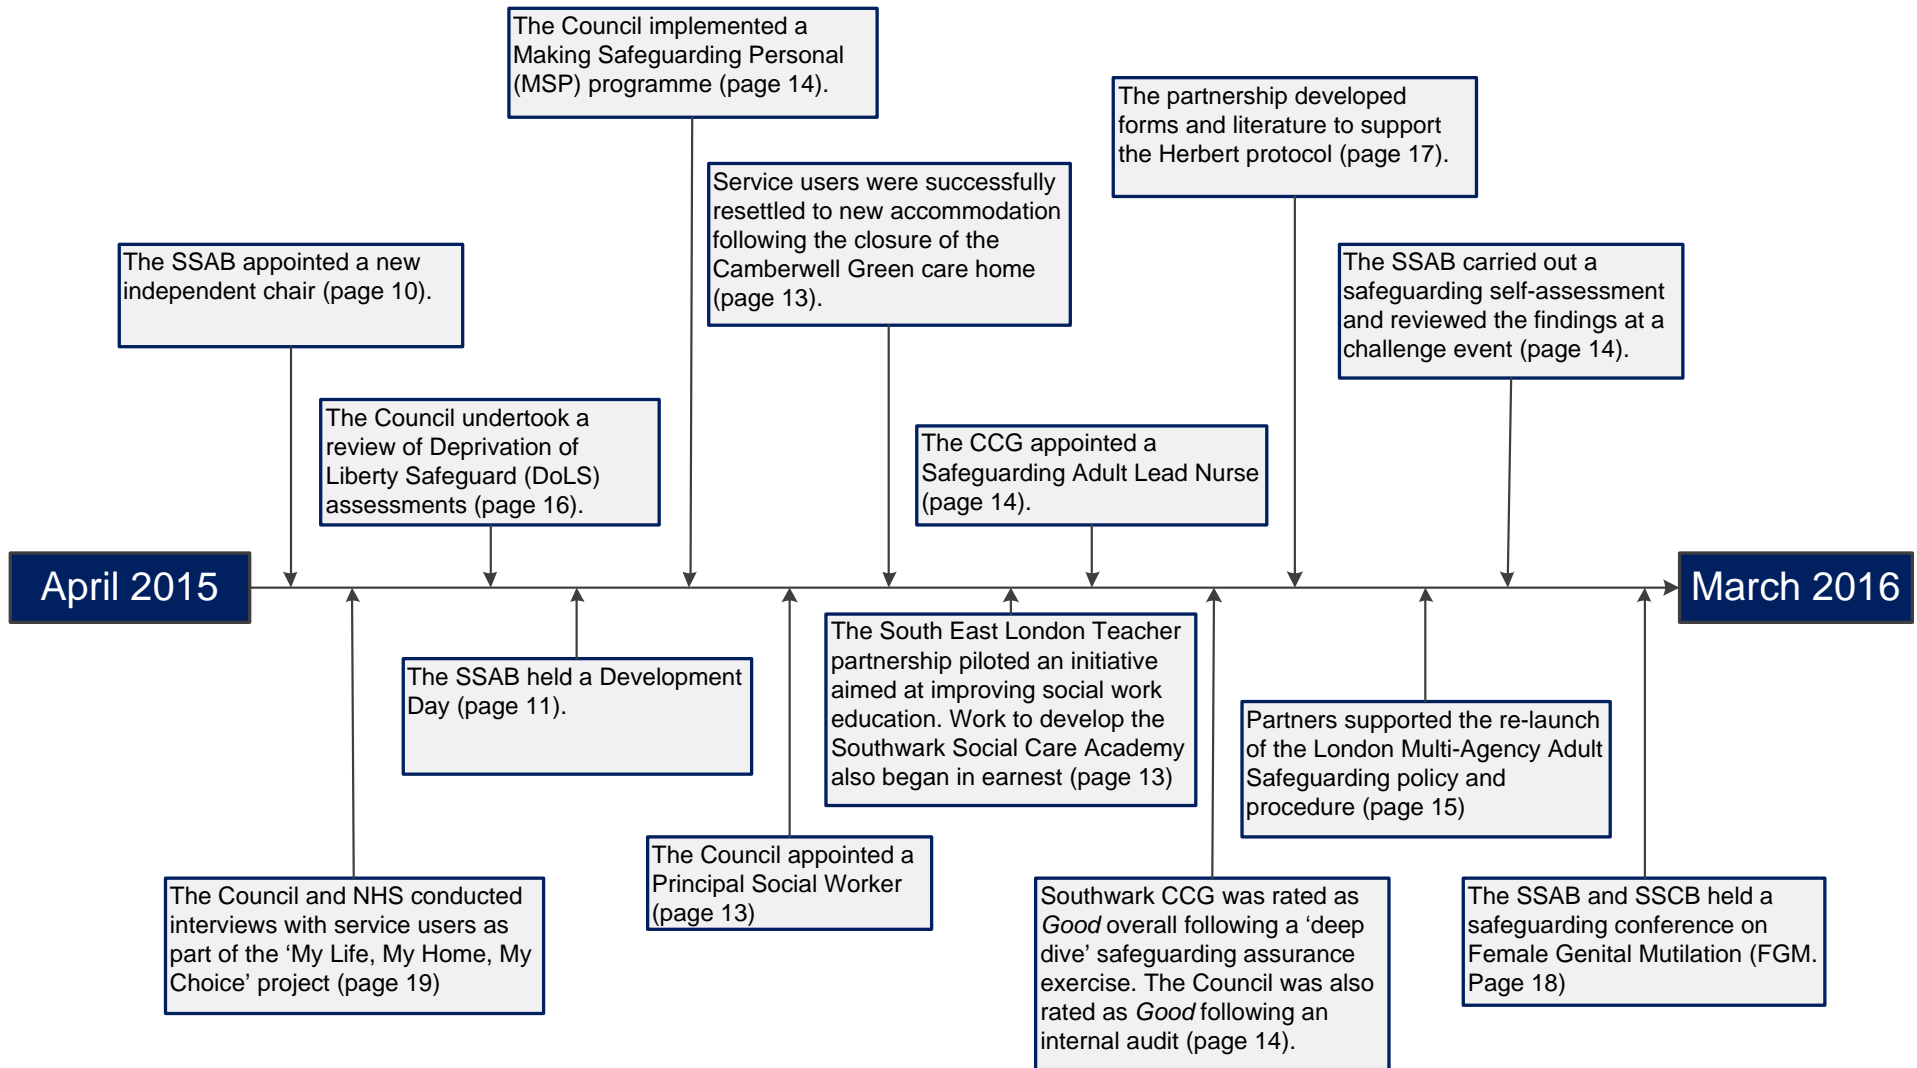 The Council implemented a
Making Safeguarding Personal
(MSP) programme (page 14).
The partnership developed
forms and literature to support
the Herbert protocol (page 17).
Service users were successfully
resettled to new accommodation
following the closure of the
Camberwell Green care home
(page 13).
The SSAB appointed a new
independent chair (page 10).
The SSAB carried out a
safeguarding self-assessment
and reviewed the findings at a
challenge event (page 14).
The Council undertook a
review of Deprivation of
Liberty Safeguard (DoLS)
assessments (page 16).
The CCG appointed a
Safeguarding Adult Lead Nurse
(page 14).
April 2015
March 2016
The South East London Teacher
partnership piloted an initiative
aimed at improving social work
education. Work to develop the
Southwark Social Care Academy
also began in earnest (page 13)
The SSAB held a Development
Day (page 11).
Partners supported the re-launch
of the London Multi-Agency Adult
Safeguarding policy and
procedure (page 15)
The Council appointed a
Principal Social Worker
(page 13)
The Council and NHS conducted
interviews with service users as
part of the ‘My Life, My Home, My
Choice’ project (page 19)
Southwark CCG was rated as
Good overall following a ‘deep
dive’ safeguarding assurance
exercise. The Council was also
rated as Good following an
internal audit (page 14).
The SSAB and SSCB held a
safeguarding conference on
Female Genital Mutilation (FGM.
Page 18)